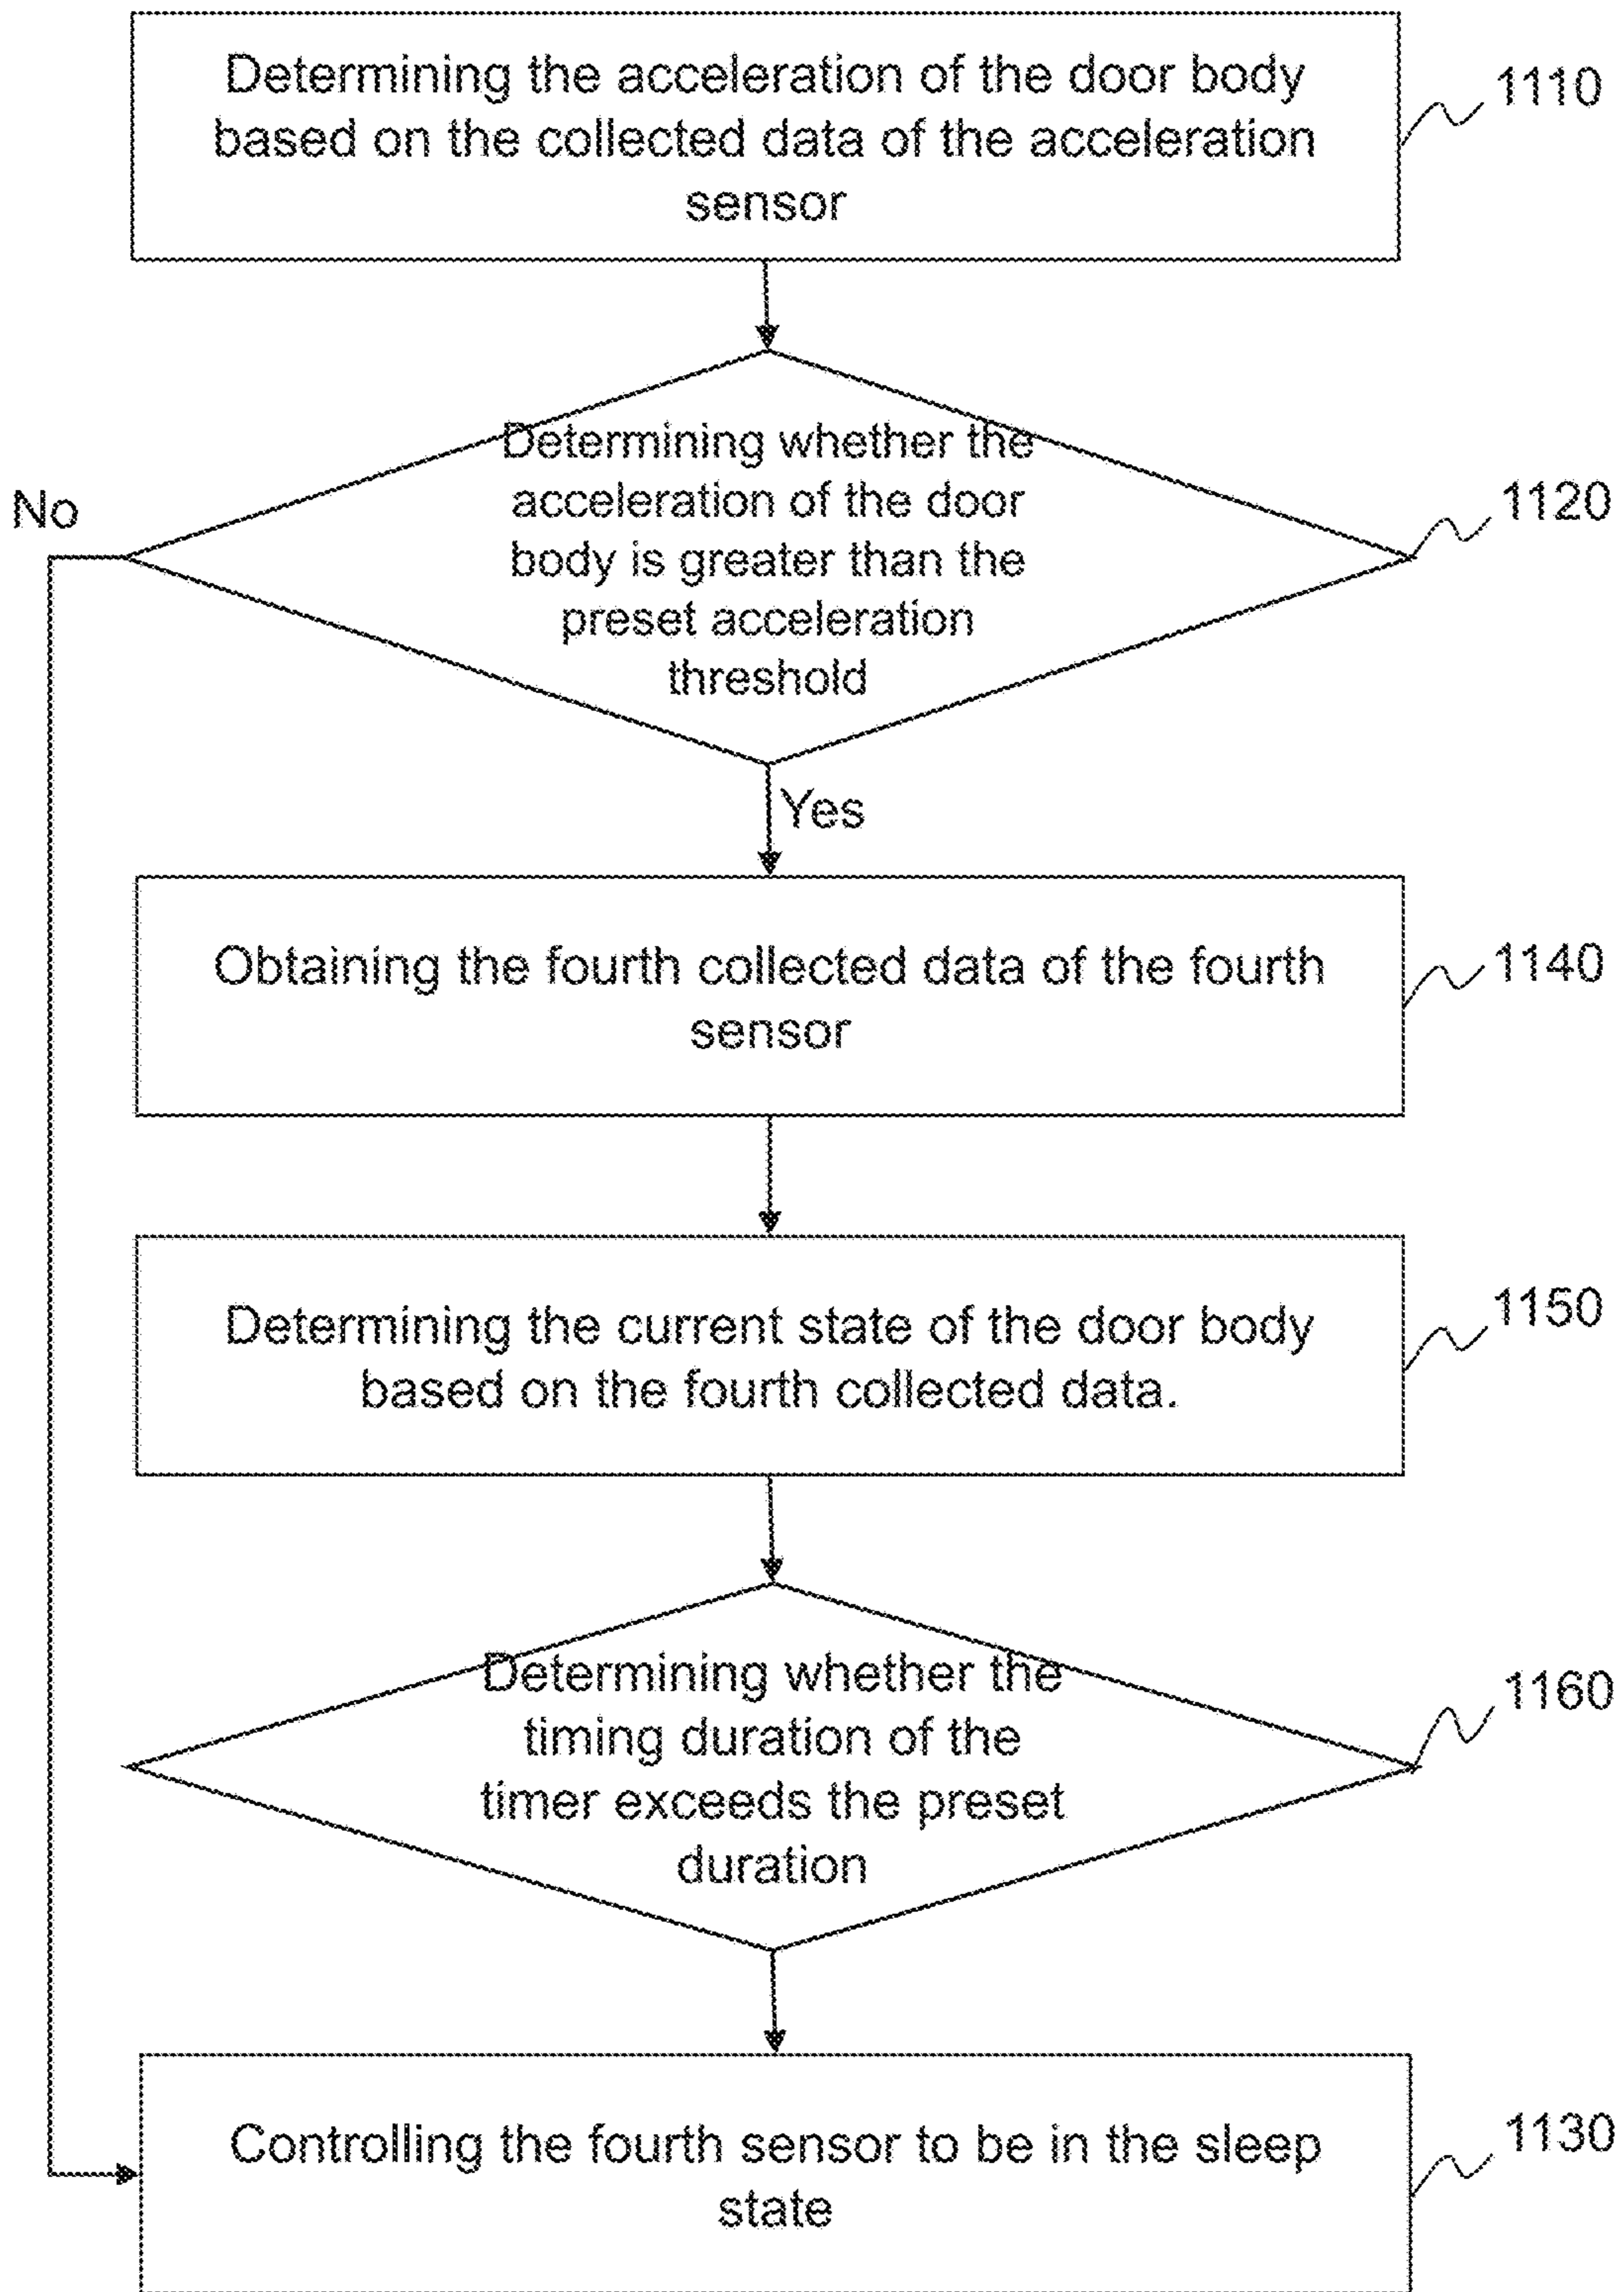 Determining the acceleration of the door body
based on the collected data of the acceleration
sensor
1110
Determining whether the
acceleration of the door
body is greater than the
preset acceleration
threshold
1120
No
Yes
Obtaining the fourth collected data of the fourth
sensor
1140
Determining the current state of the door body
based on the fourth collected data.
1150
Determining whether the
timing duration of the
timer exceeds the preset
duration
1160
Controlling the fourth sensor to be in the sleep
state
1130